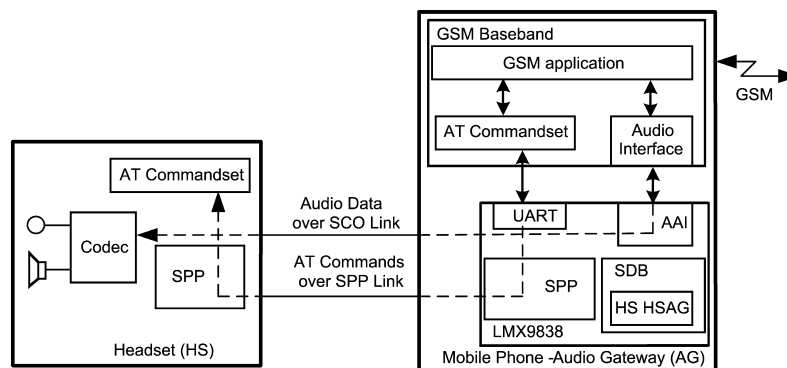 GSM Baseband
GSM application
GSM
AT Commandset
Audio
Interface
AT Commandset
Audio Data
over SCO Link
UART
AAI
Codec
SPP
AT Commands
over SPP Link
SPP
SDB
HS HSAG
LMX9838
Headset (HS)
Mobile Phone -Audio Gateway (AG)